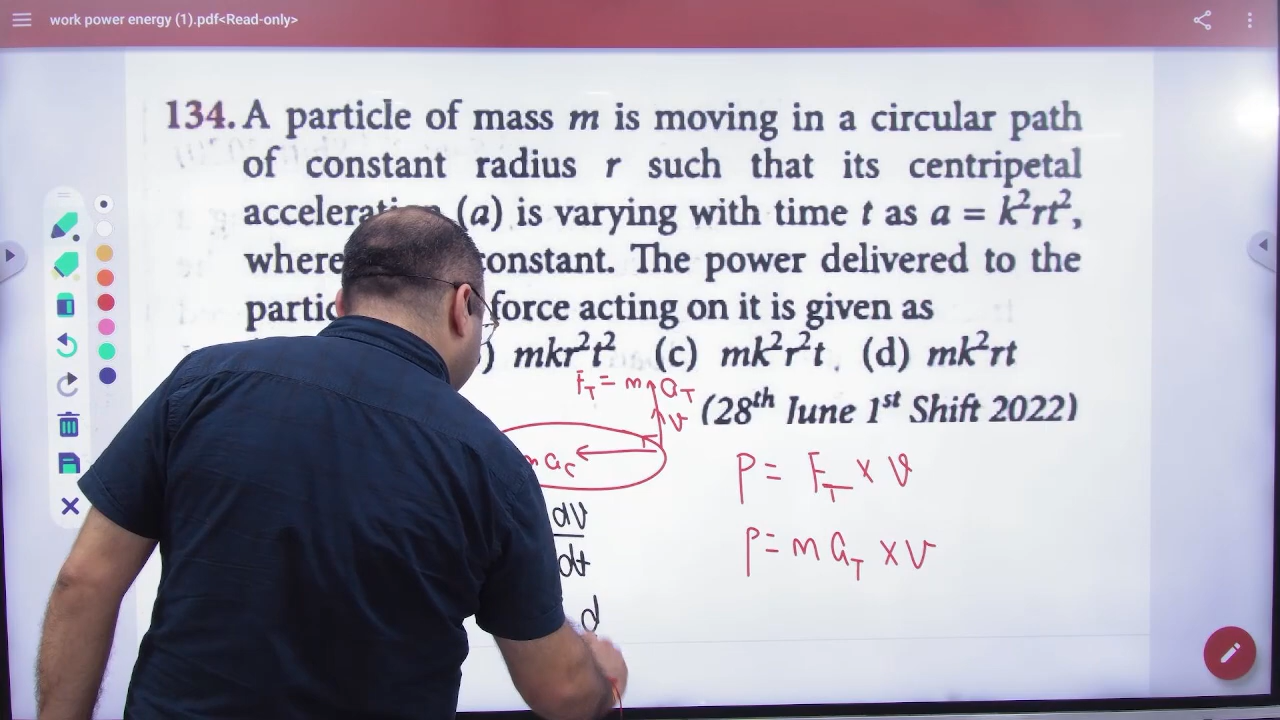 work power energy (1).pdf<Read-only>
134. A particle of mass m is moving in a circular path
of constant radius r such that its centripetal
(a) is varying with time t as a = k²rt²,
where constant. The power delivered to the
force acting on it is given as
mkr²t² (c) mk²r²t (d) mk²rt
F_T = m a_T
(28th June 1st Shift 2022)
v
a_c
P = F_T × v
dv
P = m a_T × v
dt
d